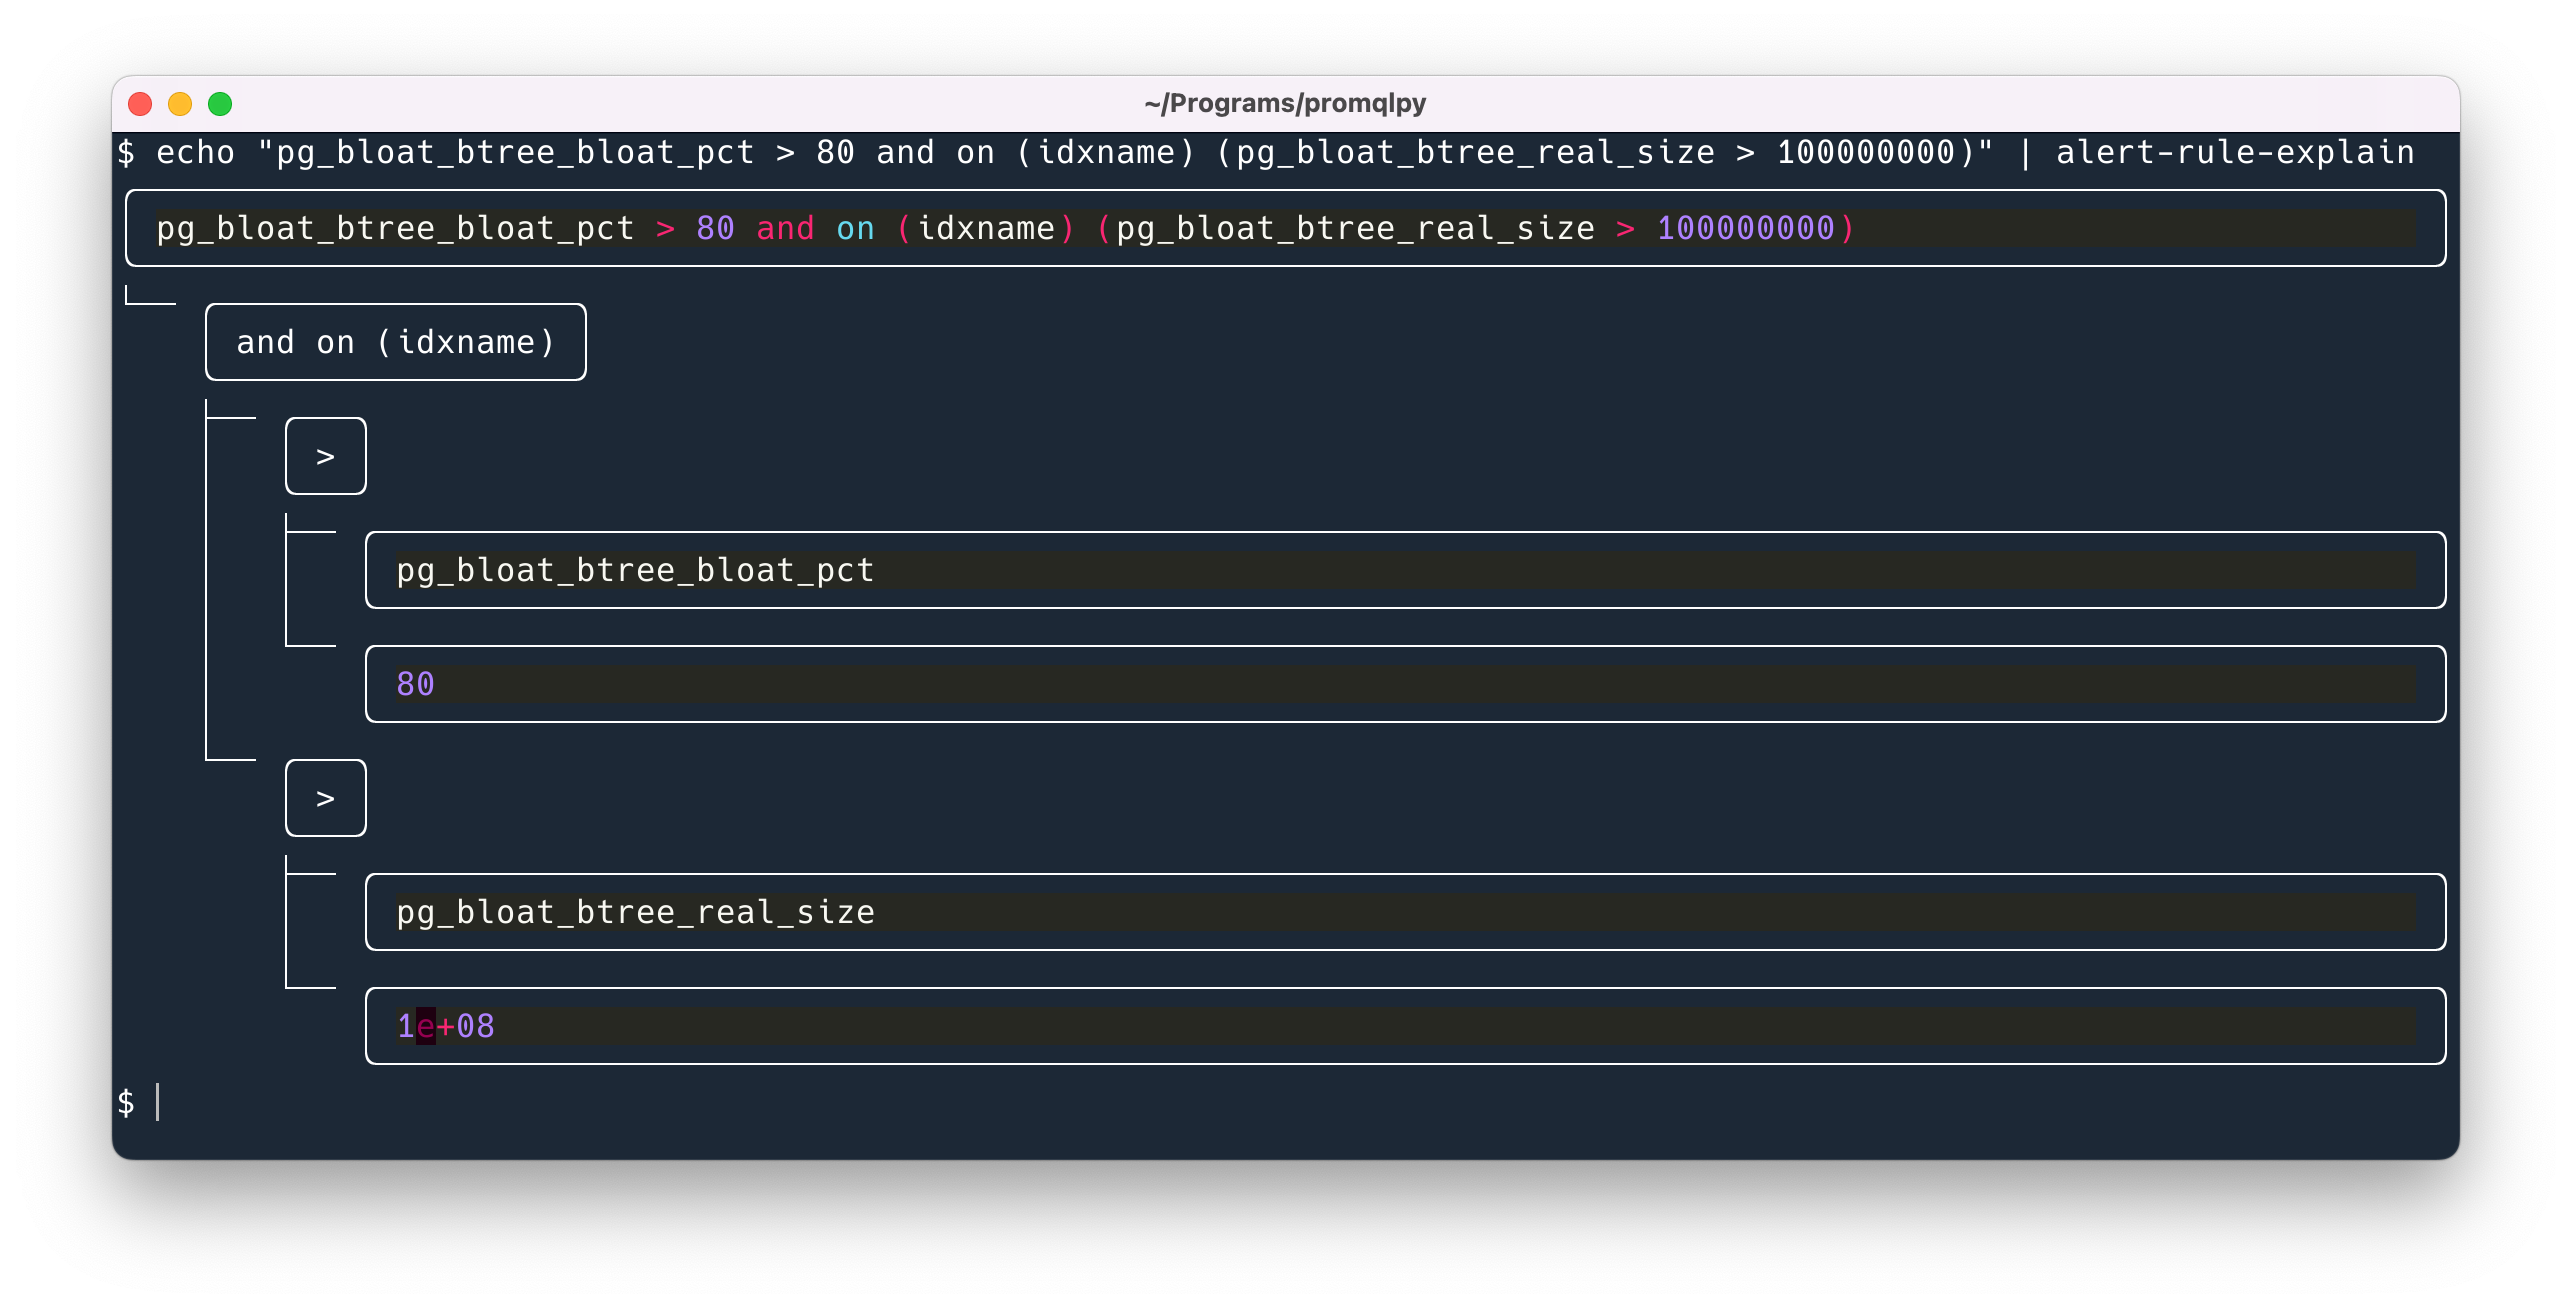 ~/Programs/promqlpy
$ echo "pg_bloat_btree_bloat_pct > 80 and on (idxname) (pg_bloat_btree_real_size > 100000000)" | alert-rule-explain
pg_bloat_btree_bloat_pct > 80 and on (idxname) (pg_bloat_btree_real_size > 100000000)
and on (idxname)
>
pg_bloat_btree_bloat_pct
80
>
pg_bloat_btree_real_size
1e+08
$